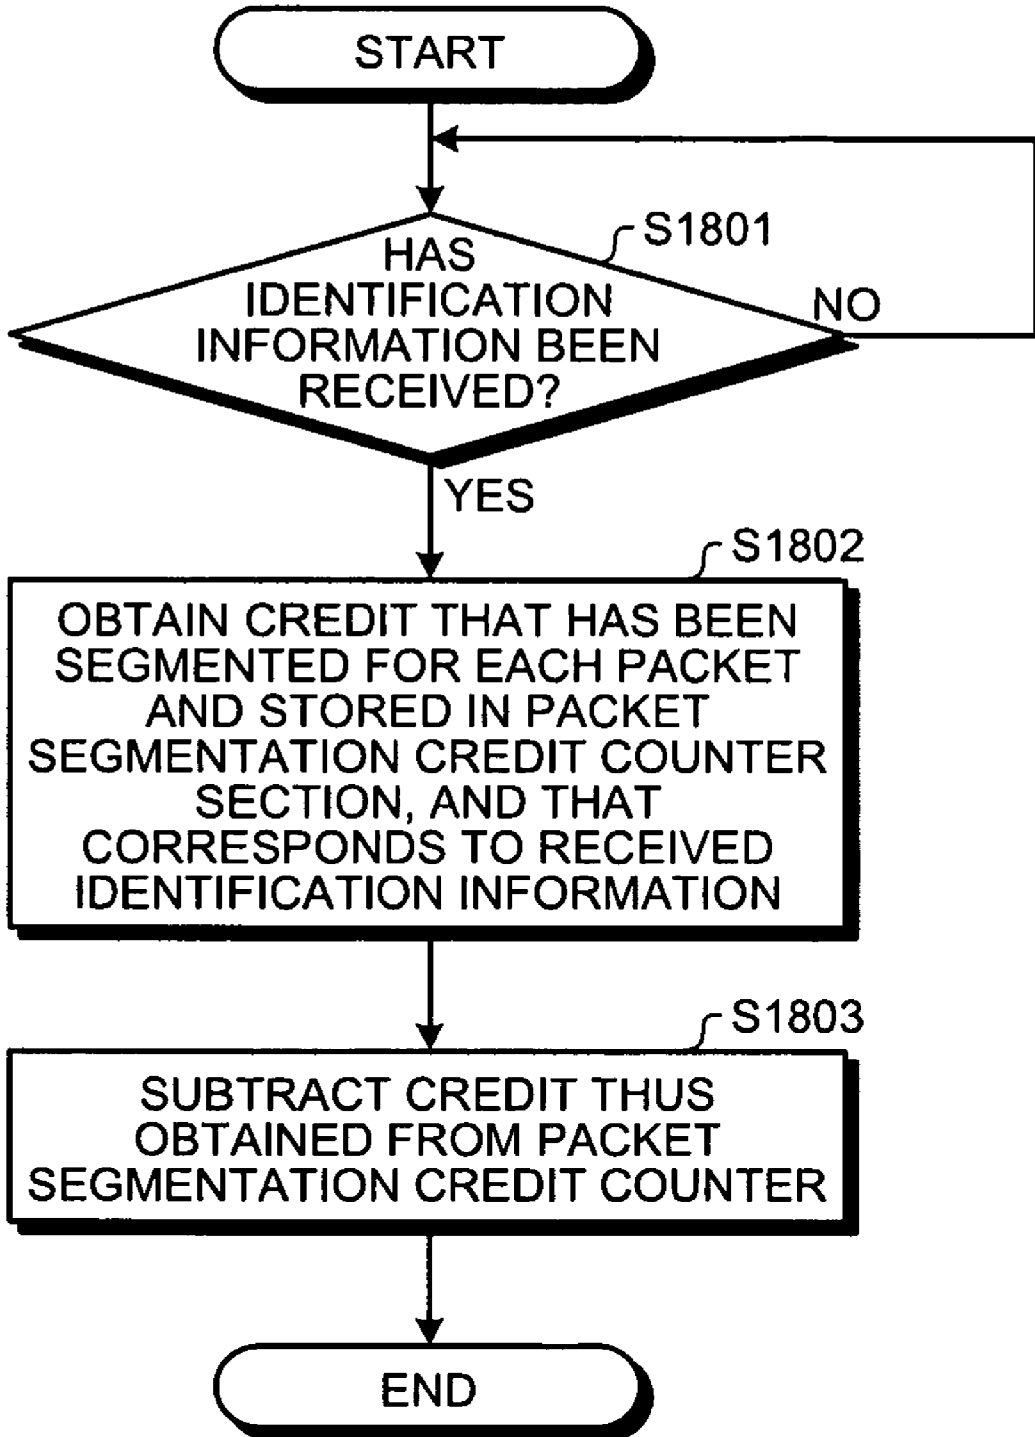 START
S1801
HAS
IDENTIFICATION
INFORMATION BEEN
RECEIVED?
NO
YES
S1802
OBTAIN CREDIT THAT HAS BEEN
SEGMENTED FOR EACH PACKET
AND STORED IN PACKET
SEGMENTATION CREDIT COUNTER
SECTION, AND THAT
CORRESPONDS TO RECEIVED
IDENTIFICATION INFORMATION
S1803
SUBTRACT CREDIT THUS
OBTAINED FROM PACKET
SEGMENTATION CREDIT COUNTER
END